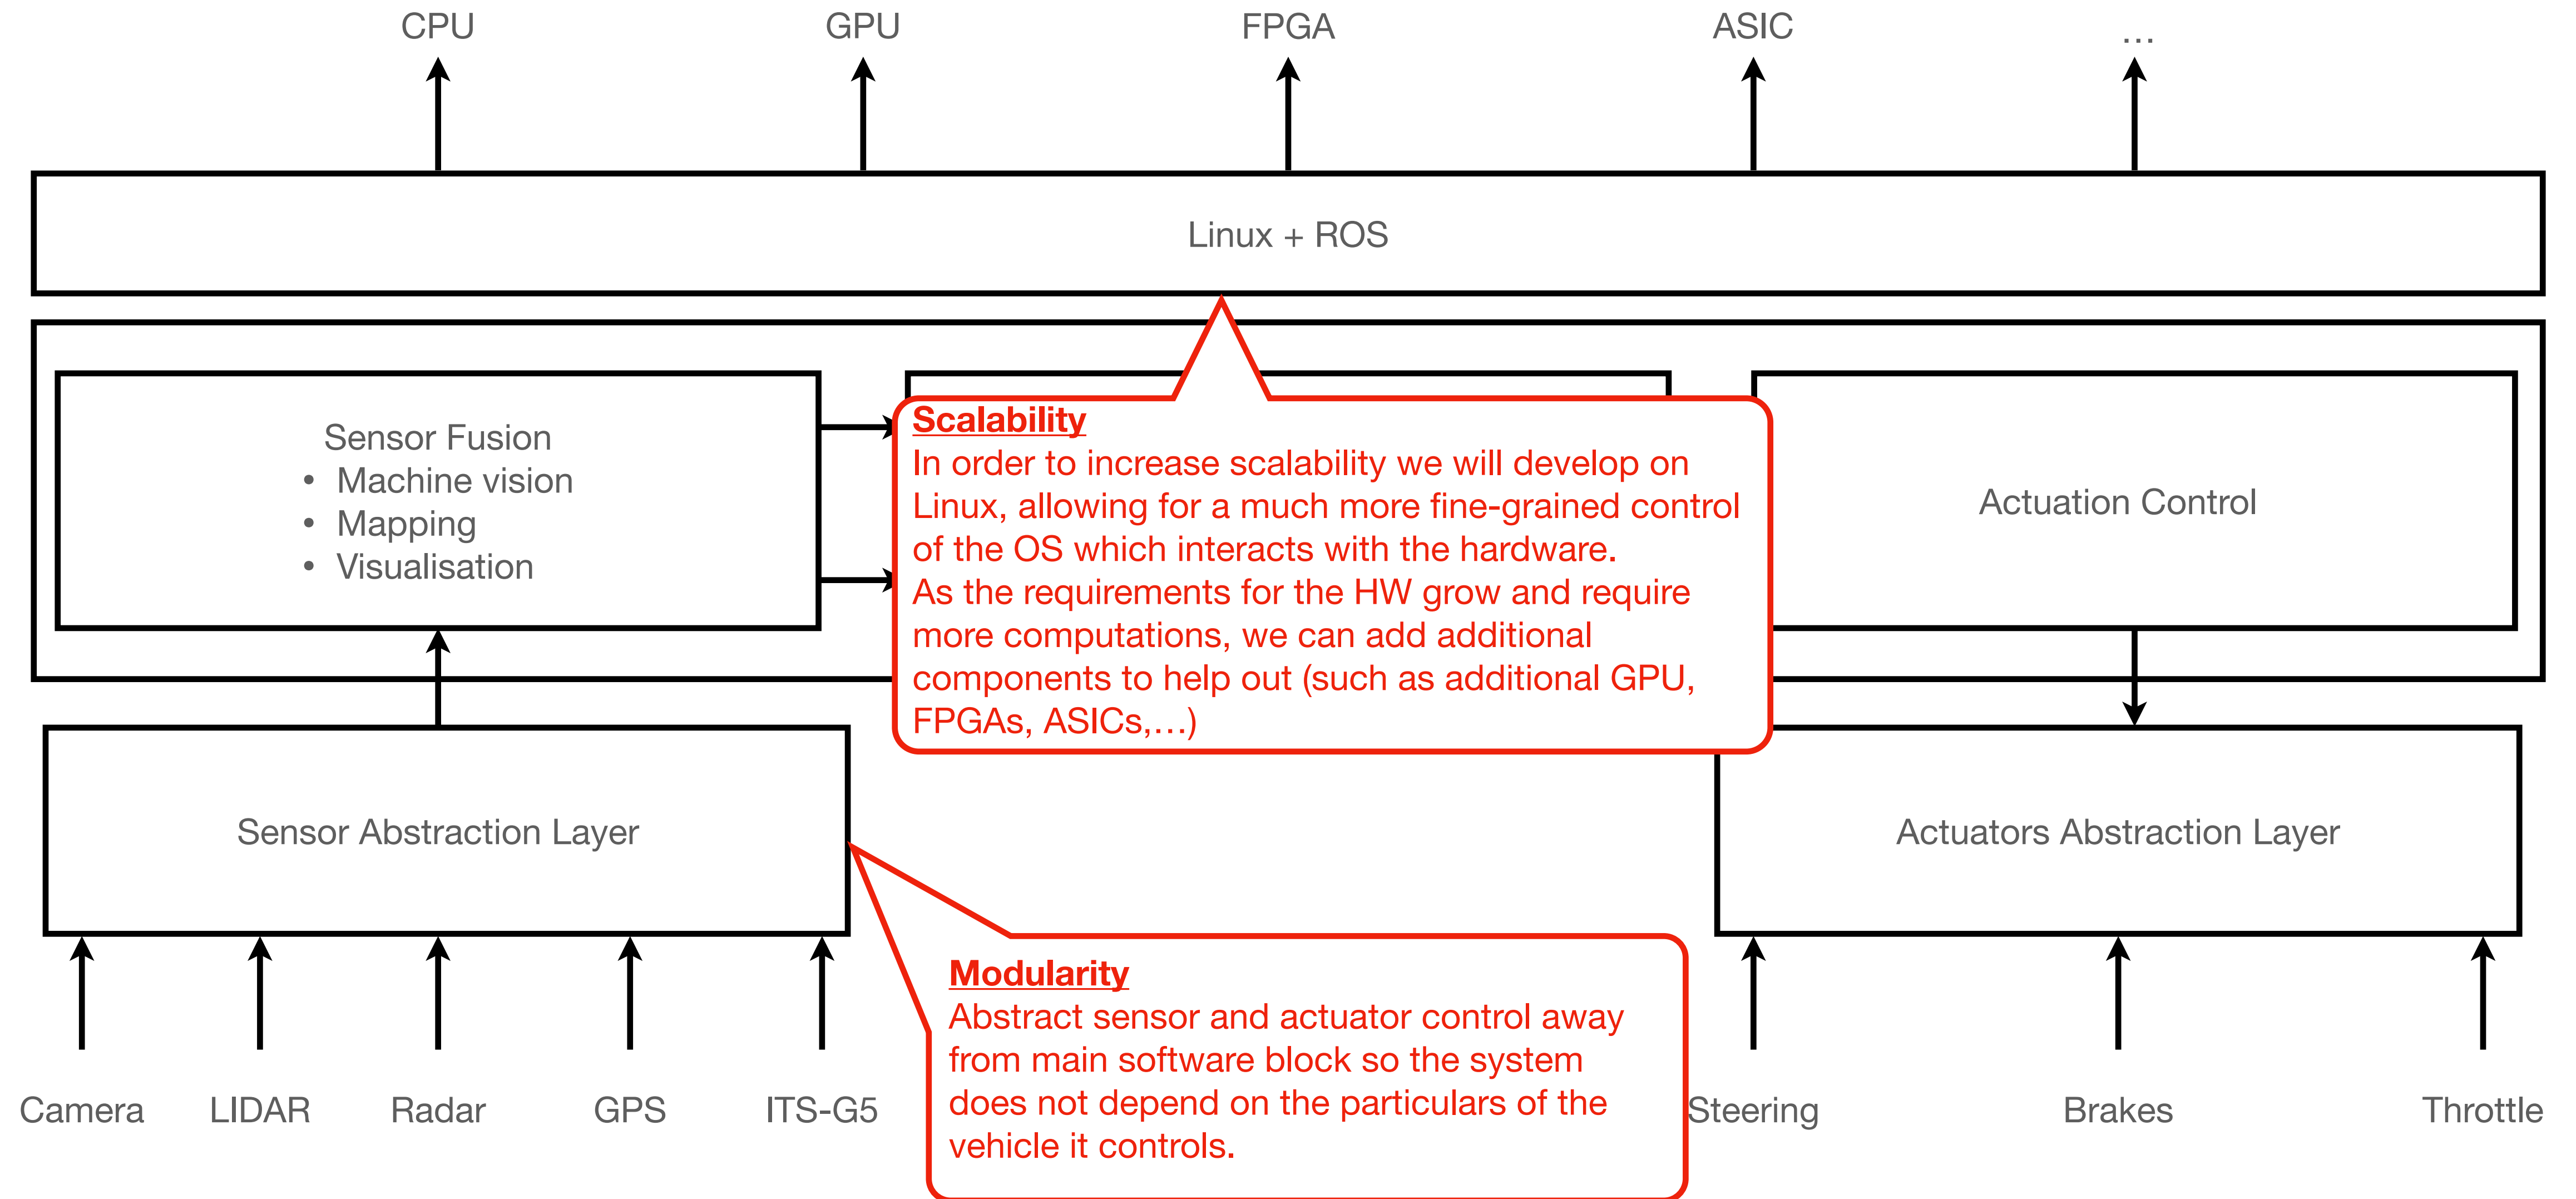 CPU
GPU
FPGA
ASIC
...
Linux + ROS
Sensor Fusion
• Machine vision
• Mapping
• Visualisation
Scalability
In order to increase scalability we will develop on
Linux, allowing for a much more fine-grained control
of the OS which interacts with the hardware.
As the requirements for the HW grow and require
more computations, we can add additional
components to help out (such as additional GPU,
FPGAs, ASICs,…)
Actuation Control
Sensor Abstraction Layer
Actuators Abstraction Layer
Modularity
Abstract sensor and actuator control away
from main software block so the system
does not depend on the particulars of the
vehicle it controls.
Camera
LIDAR
Radar
GPS
ITS-G5
Steering
Brakes
Throttle